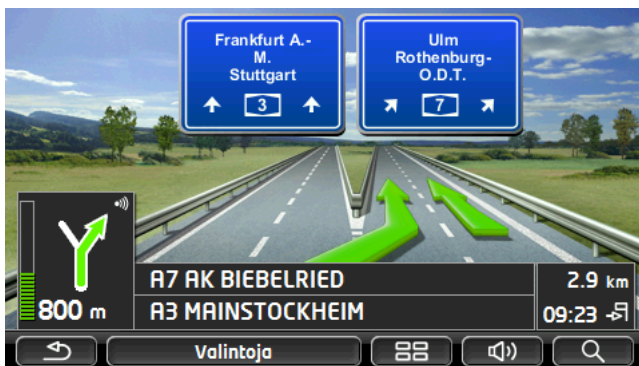 Frankfurt A.-
M.
Stuttgart
3
Ulm
Rothenburg-
O.D.T.
7
800 m
A7 AK BIEBELRIED
2.9 km
A3 MAINSTOCKHEIM
09:23
Valintoja